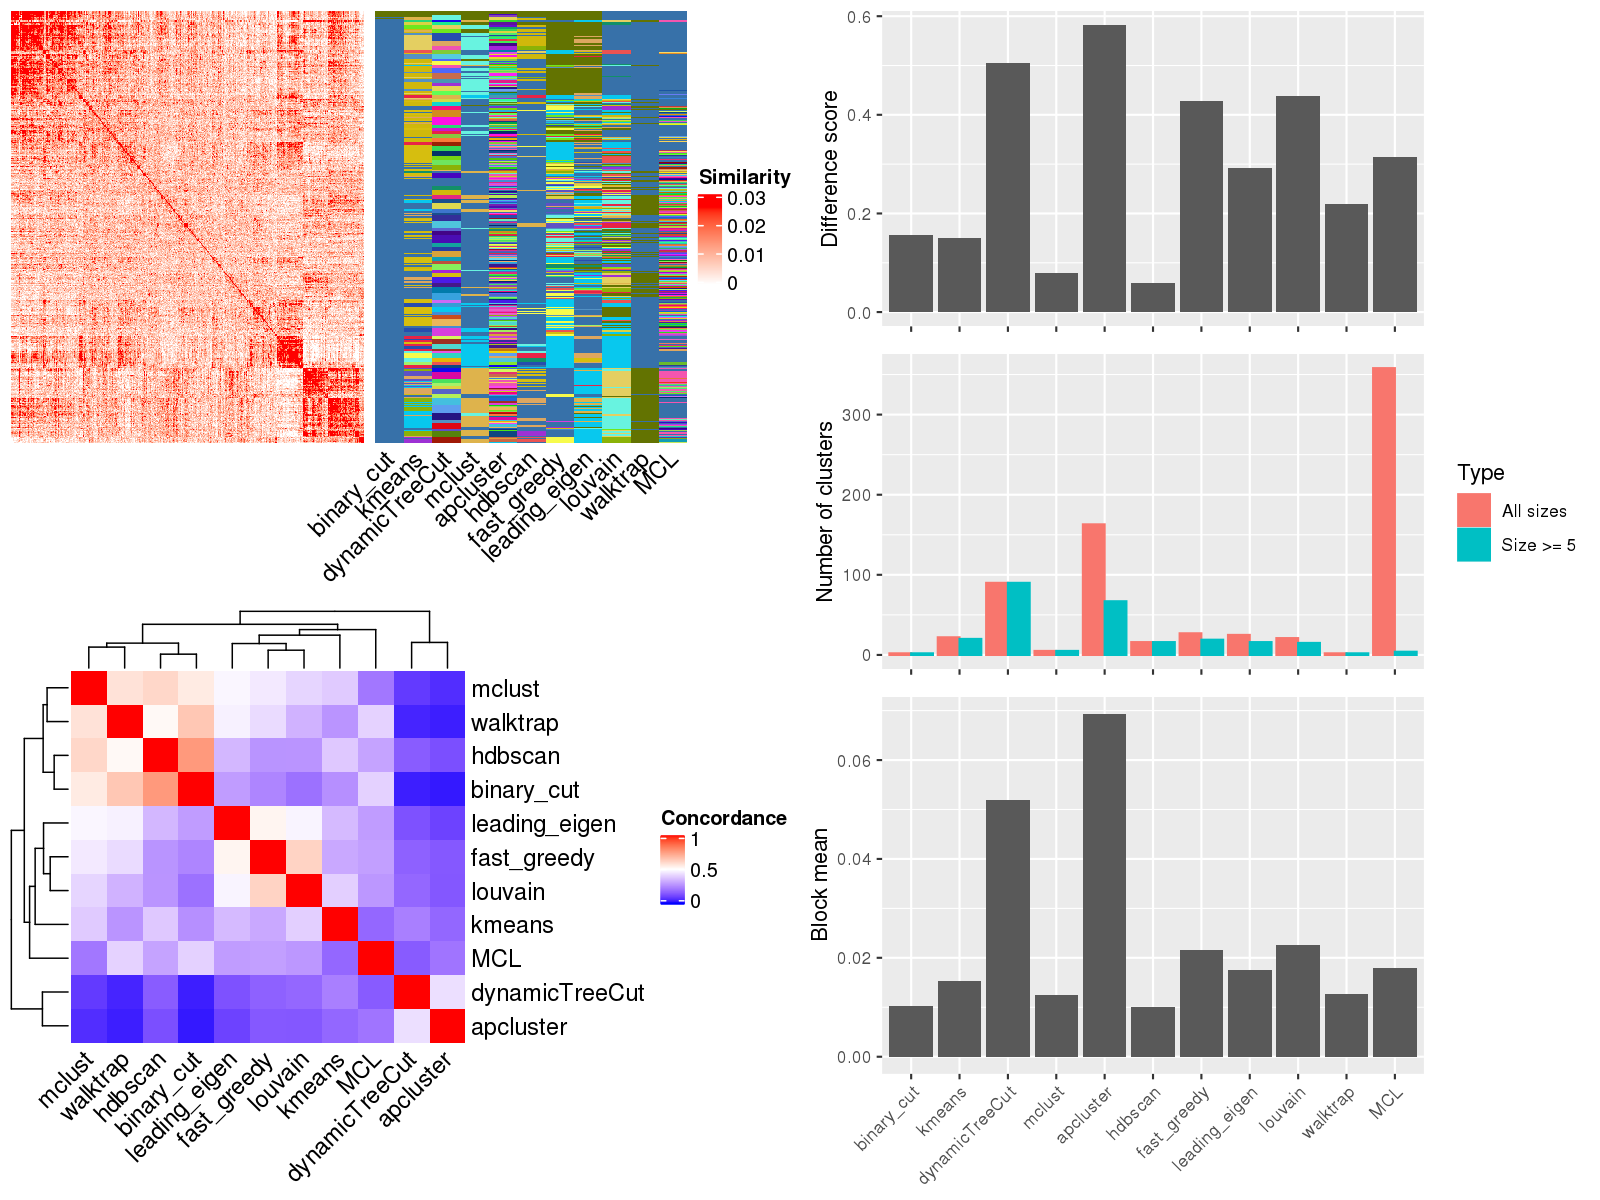 Similarity
0.03
0.02
0.01
0
binary_cut
kmeans
dynamicTreeCut
mclust
apcluster
hdbscan
fast_greedy
leading_eigen
louvain
walktrap
MCL
mclust
walktrap
hdbscan
binary_cut
leading_eigen
fast_greedy
louvain
kmeans
MCL
dynamicTreeCut
apcluster
mclust
walktrap
hdbscan
binary_cut
leading_eigen
fast_greedy
louvain
kmeans
MCL
dynamicTreeCut
apcluster
Concordance
1
0.5
0
Difference score
0.6
0.4
0.2
0.0
Number of clusters
300
200
100
0
Type
All sizes
Size >= 5
Block mean
0.06
0.04
0.02
0.00
binary_cut
kmeans
dynamicTreeCut
mclust
apcluster
hdbscan
fast_greedy
leading_eigen
louvain
walktrap
MCL